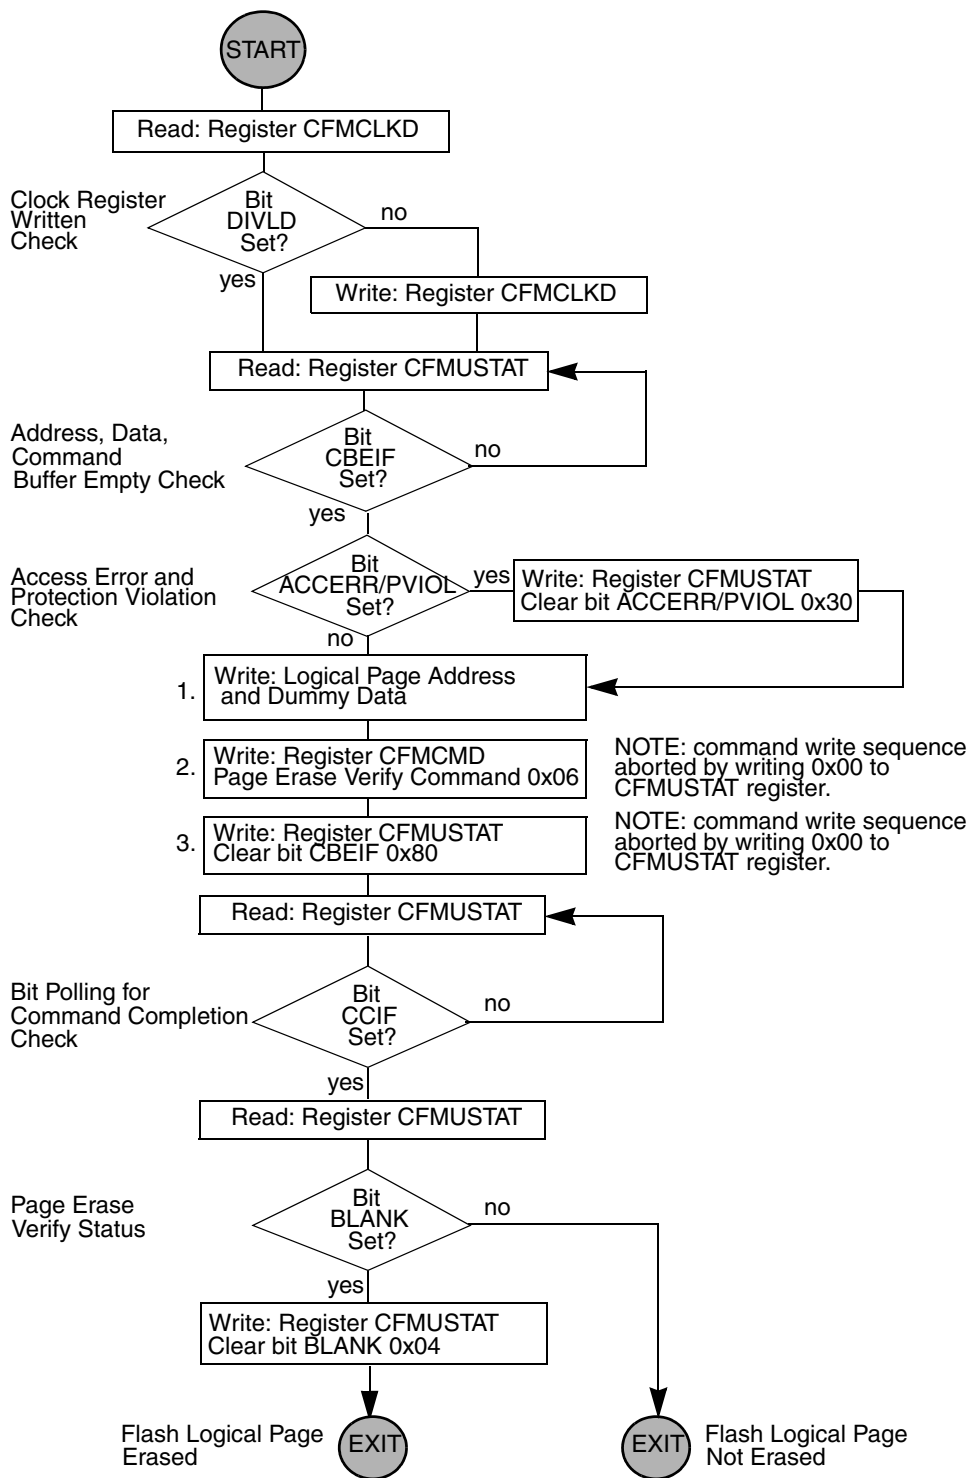 START
Read: Register CFMCLKD
Clock Register
Written
Check
Bit
DIVLD
Set?
no
yes
Write: Register CFMCLKD
Read: Register CFMUSTAT
Address, Data,
Command
Buffer Empty Check
Bit
CBEIF
Set?
no
yes
Access Error and
Protection Violation
Check
Bit
ACCERR/PVIOL
Set?
yes
Write: Register CFMUSTAT
Clear bit ACCERR/PVIOL 0x30
no
1.
Write: Logical Page Address
and Dummy Data
2.
Write: Register CFMCMD
Page Erase Verify Command 0x06
NOTE: command write sequence
aborted by writing 0x00 to
CFMUSTAT register.
3.
Write: Register CFMUSTAT
Clear bit CBEIF 0x80
NOTE: command write sequence
aborted by writing 0x00 to
CFMUSTAT register.
Read: Register CFMUSTAT
Bit Polling for
Command Completion
Check
Bit
CCIF
Set?
no
yes
Read: Register CFMUSTAT
Page Erase
Verify Status
Bit
BLANK
Set?
no
yes
Write: Register CFMUSTAT
Clear bit BLANK 0x04
Flash Logical Page
Erased
EXIT
EXIT
Flash Logical Page
Not Erased